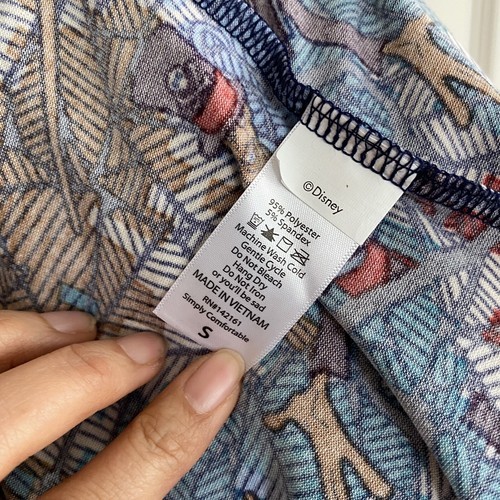 ©Disney
95% Polyester
5% Spandex
Machine Wash Cold
Gentle Cycle
Do Not Bleach
Hang Dry
Do Not Iron
or you'll be sad
MADE IN VIETNAM
RN#142161
Simply Comfortable
S